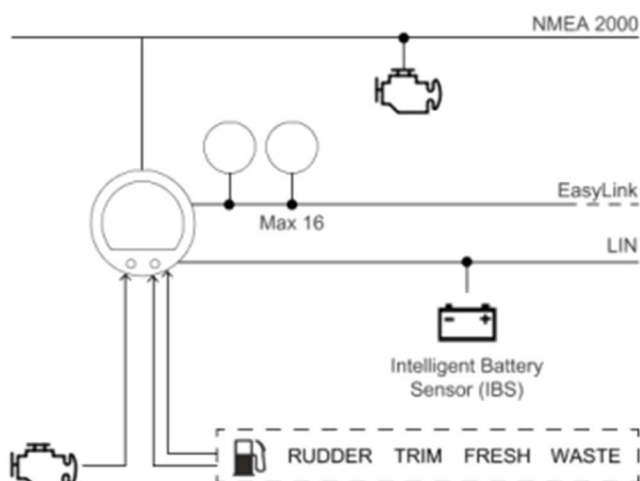 NMEA 2000
EasyLink
Max 16
LIN
Intelligent Battery
Sensor (IBS)
RUDDER TRIM FRESH WASTE